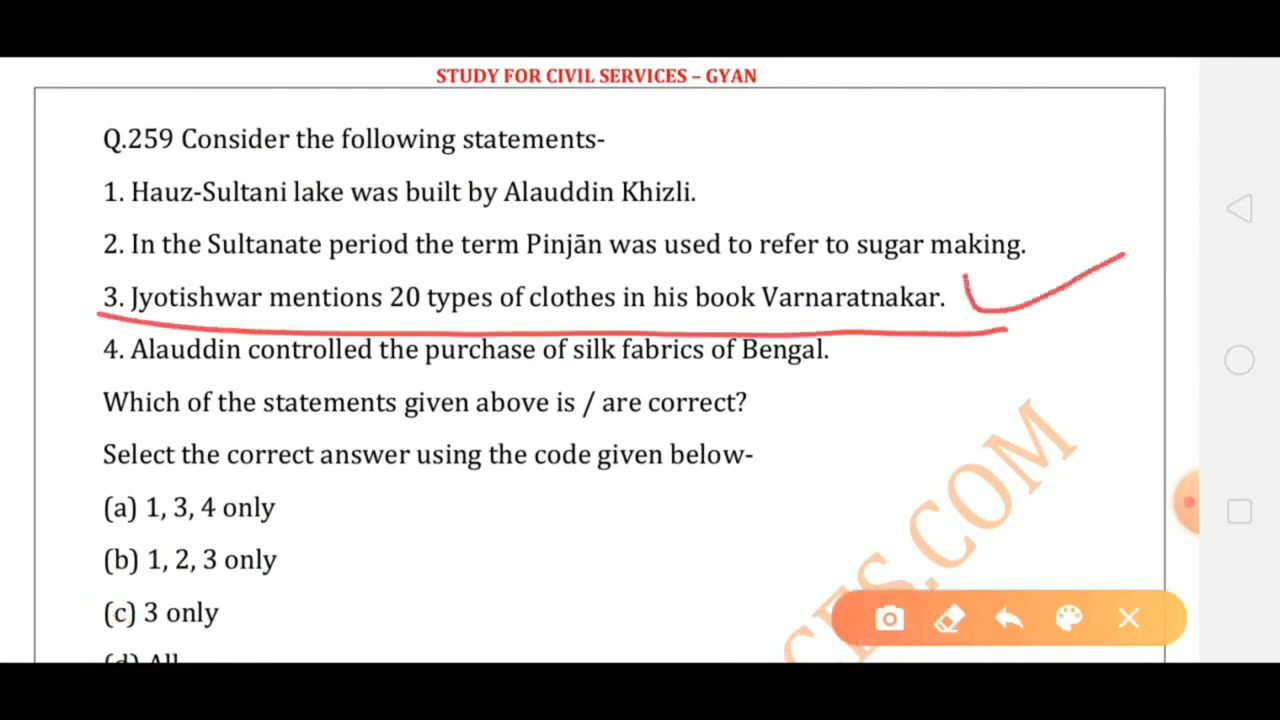 STUDY FOR CIVIL SERVICES – GYAN
Q.259 Consider the following statements-
1. Hauz-Sultani lake was built by Alauddin Khizli.
2. In the Sultanate period the term Pinjān was used to refer to sugar making.
3. Jyotishwar mentions 20 types of clothes in his book Varnaratnakar.
4. Alauddin controlled the purchase of silk fabrics of Bengal.
Which of the statements given above is / are correct?
Select the correct answer using the code given below-
(a) 1, 3, 4 only
(b) 1, 2, 3 only
(c) 3 only
(d) All
CES.COM